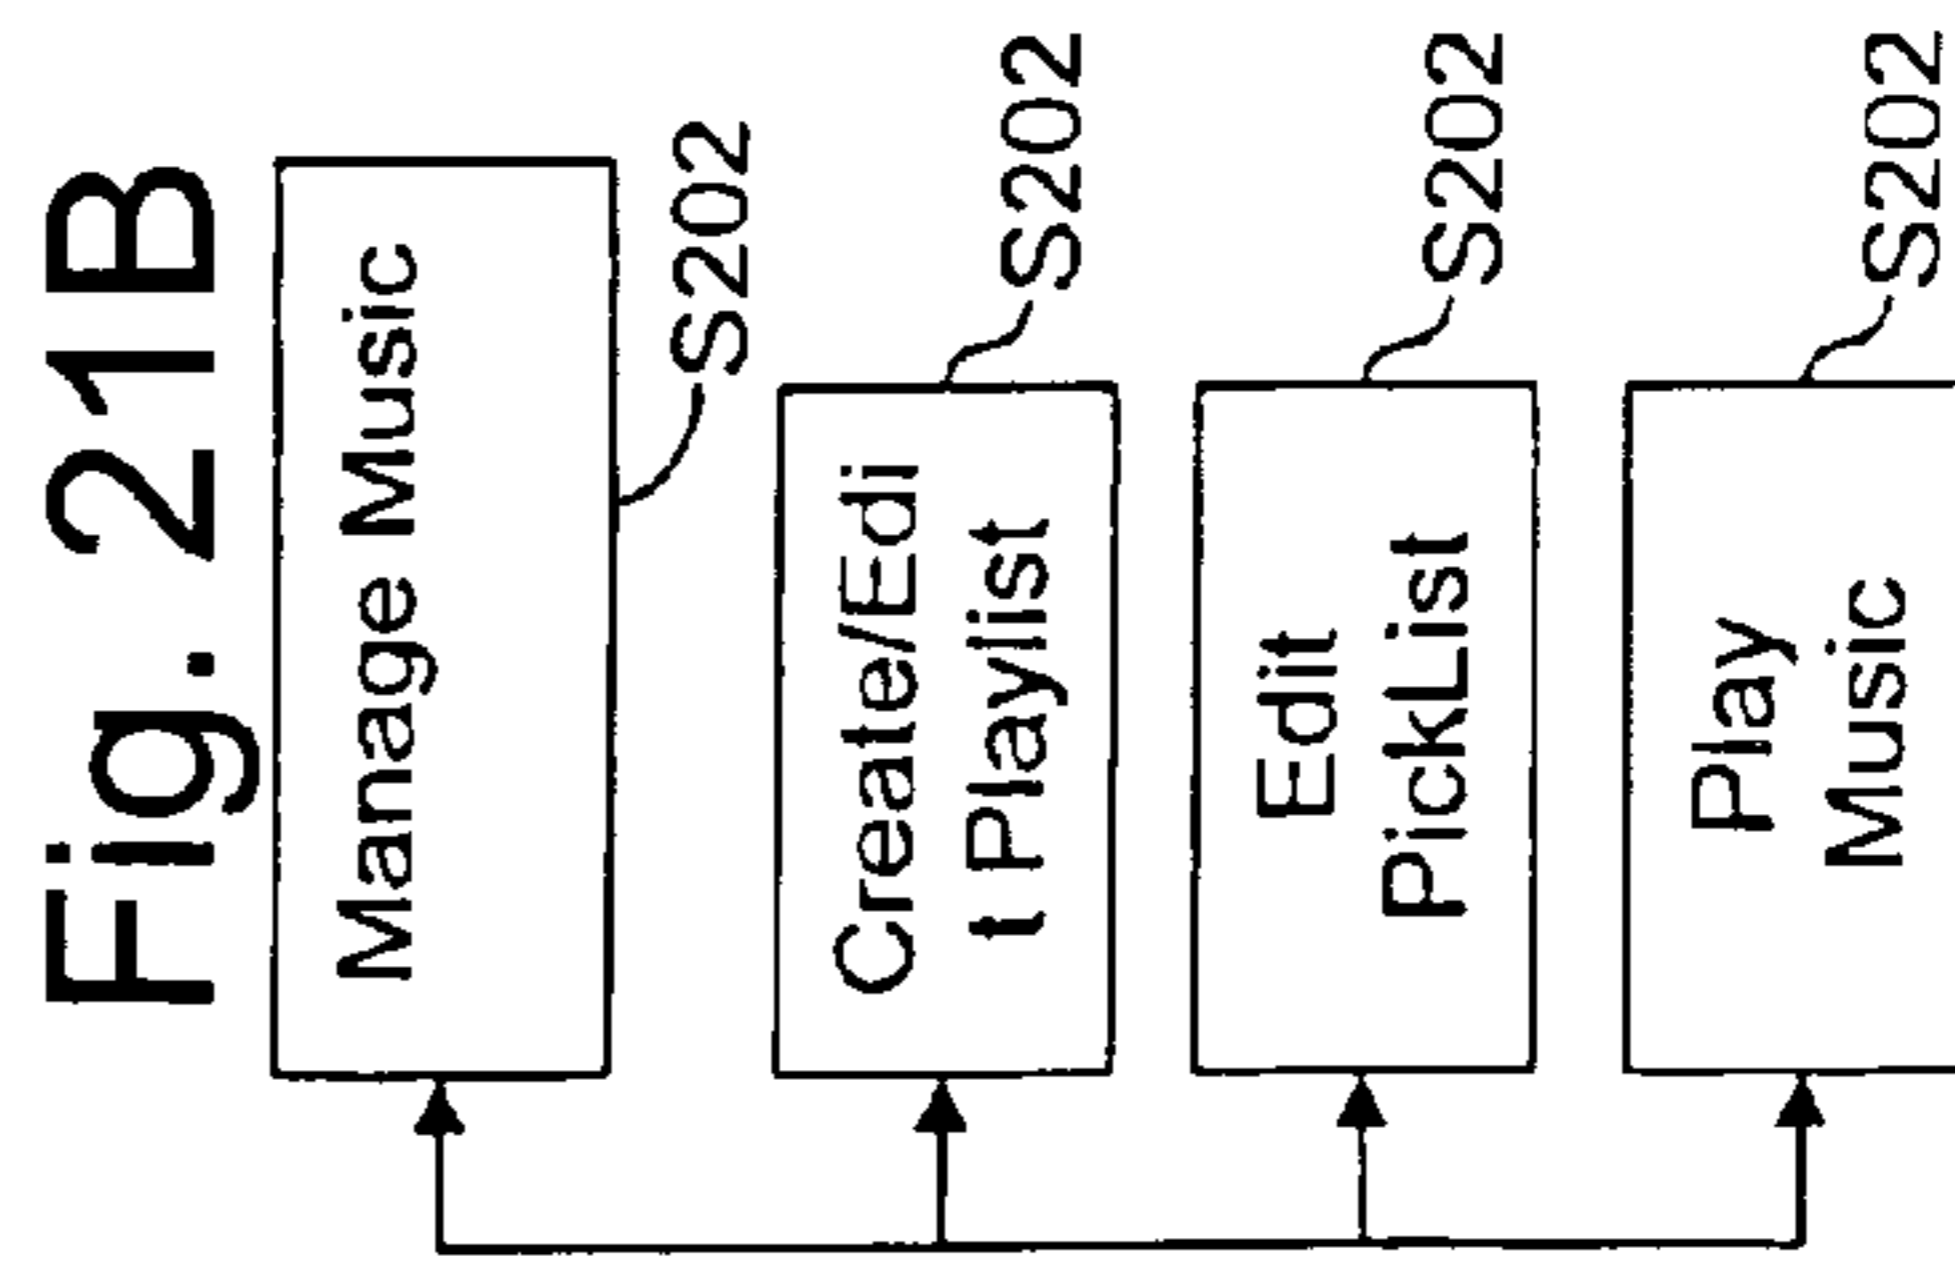 Fig. 21B
Manage Music
S202
Create/Edi
t Playlist
S202
Edit
PickList
S202
Play
Music
S202